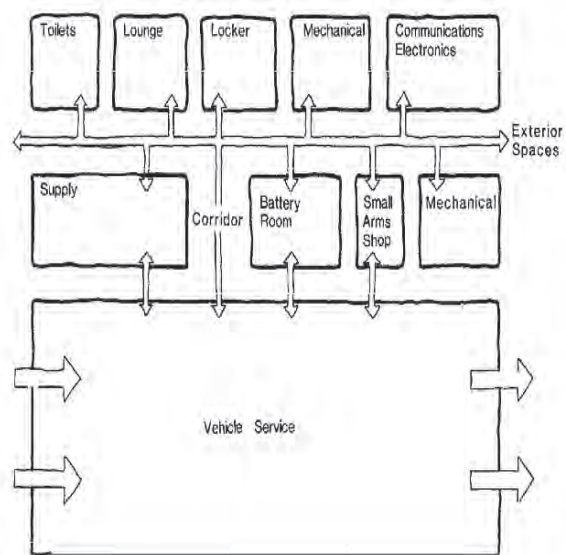 Toilets
Lounge
Locker
Mechanical
Communications
Electronics
Exterior
Spaces
Supply
Corridor
Battery
Room
Small
Arms
Shop
Mechanical
Vehicle Service